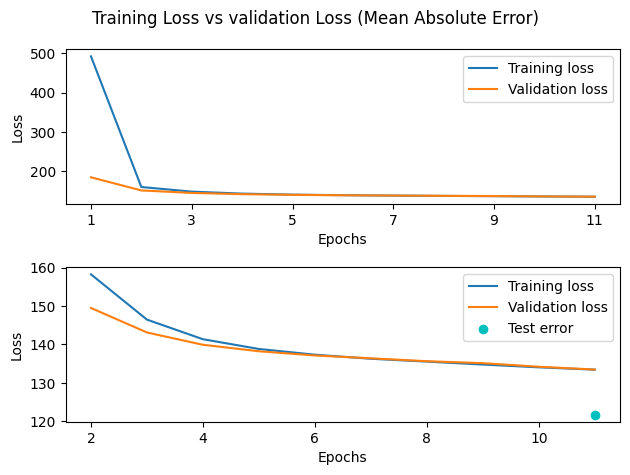 Training Loss vs validation Loss (Mean Absolute Error)
500
400
300
200
Loss
Training loss
Validation loss
1 3 5 7 9 11
Epochs
160
150
140
130
120
Loss
Training loss
Validation loss
Test error
2 4 6 8 10
Epochs